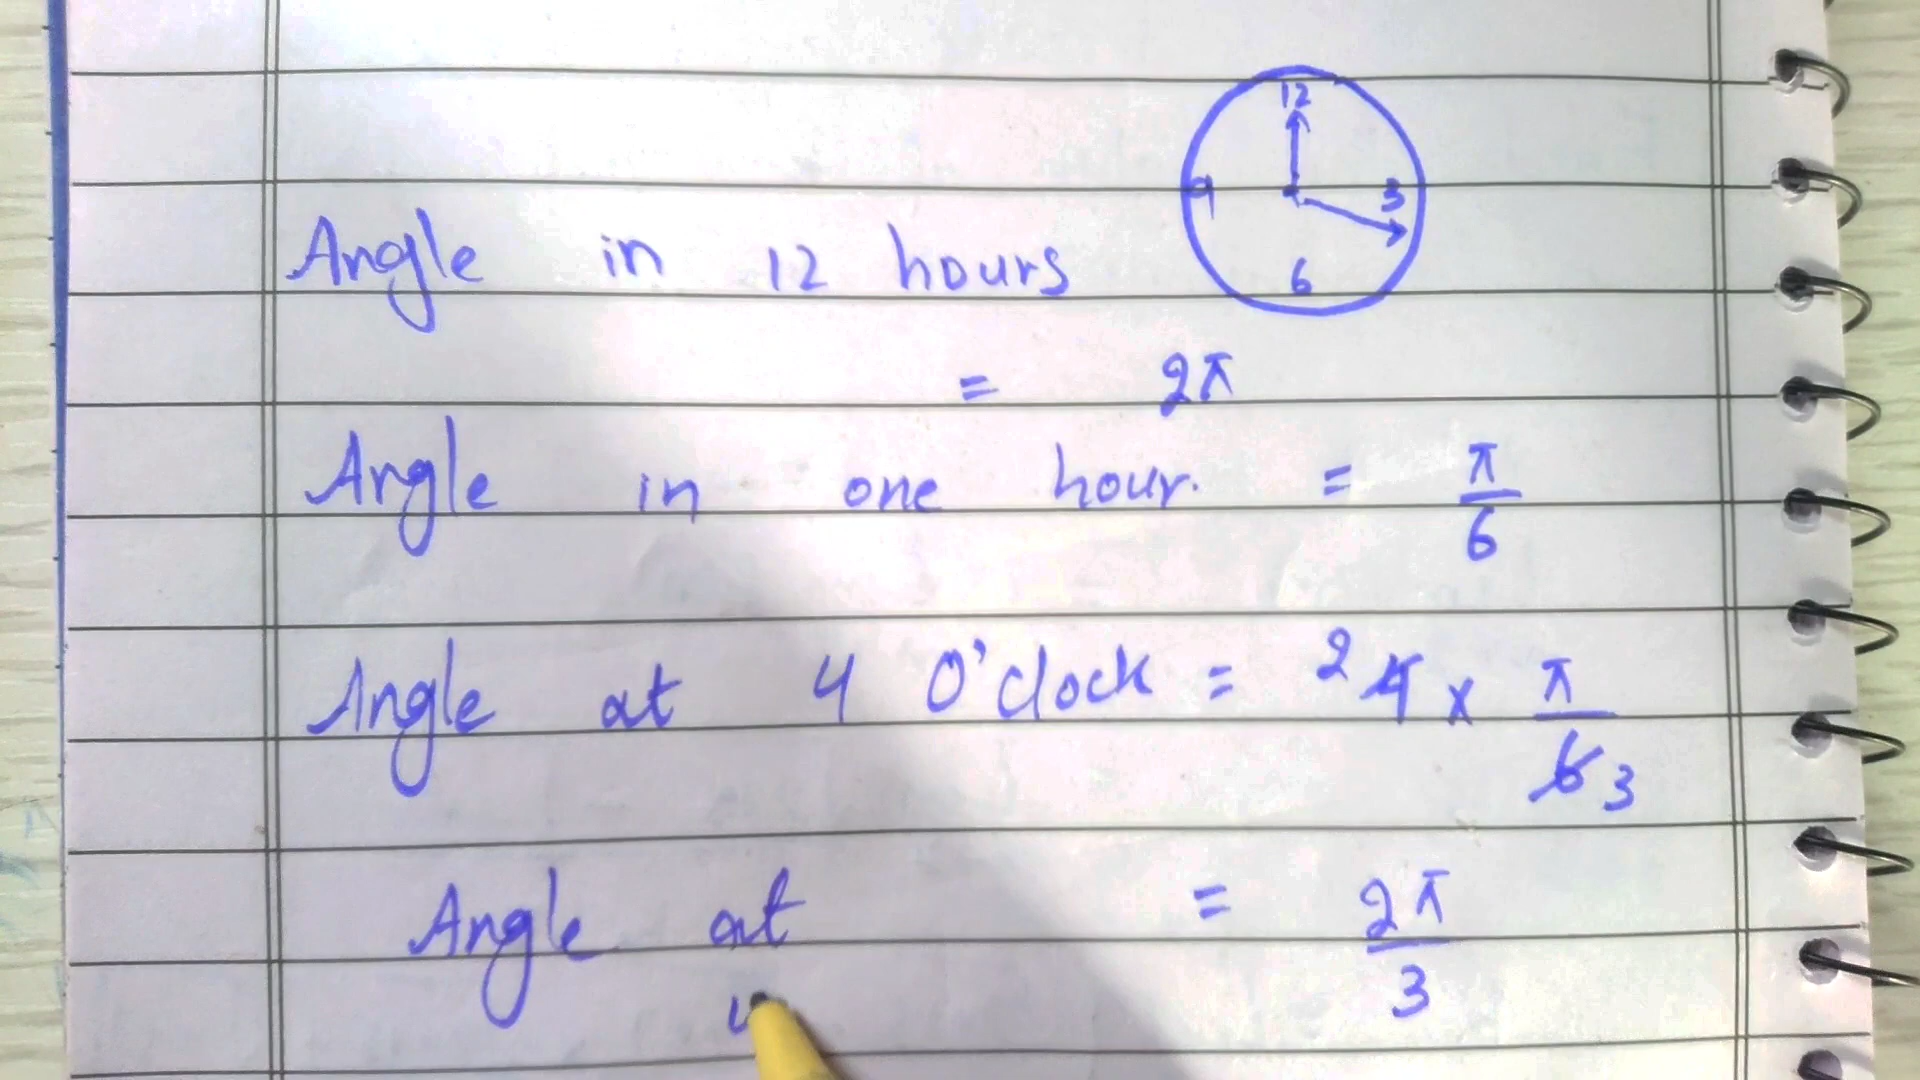 12
9 3
6
Angle in 12 hours
= 2π
Angle in one hour. = π/6
Angle at 4 O'clock = 2 4 x π/6 3
Angle at = 2π/3